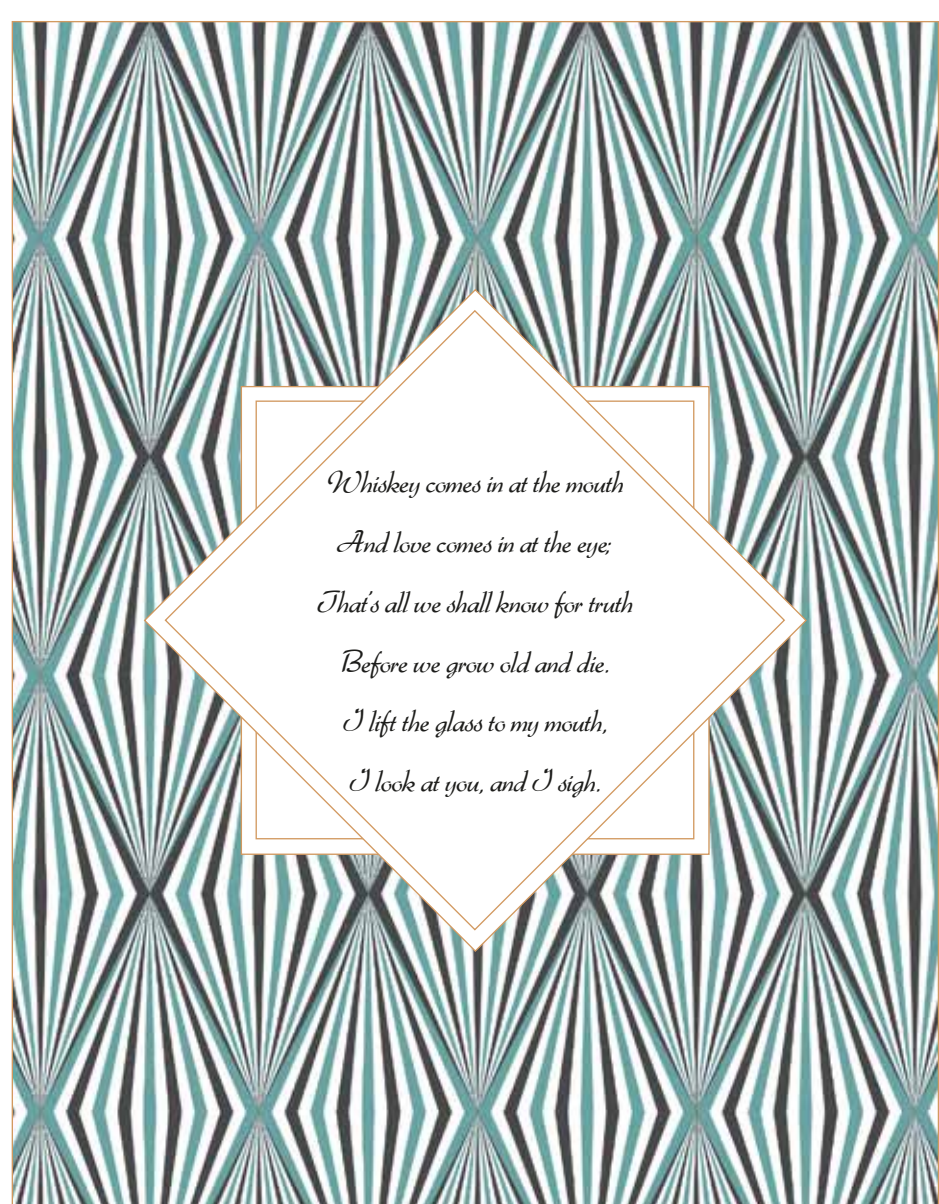 Whiskey comes in at the mouth
And love comes in at the eye;
That's all we shall know for truth
Before we grow old and die.
I lift the glass to my mouth,
I look at you, and I sigh.